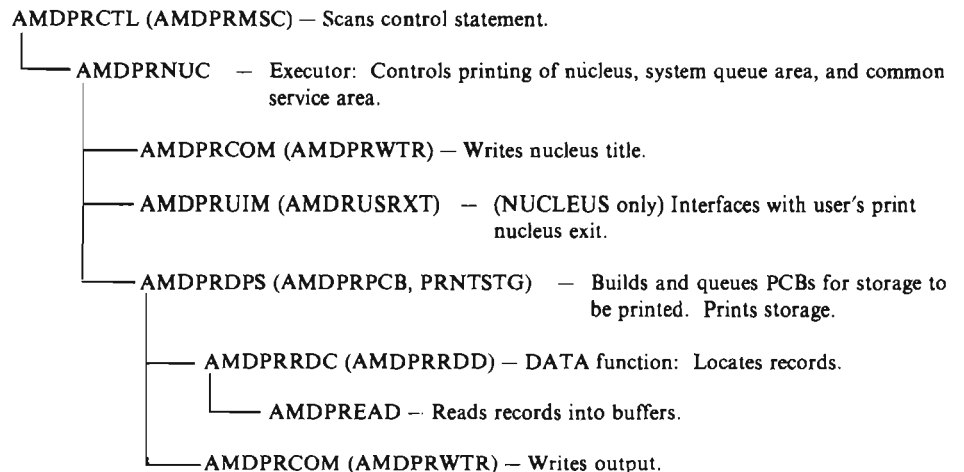 AMDPRCTL (AMDPRMSC) — Scans control statement.
AMDPRNUC — Executor: Controls printing of nucleus, system queue area, and common
service area.
AMDPRCOM (AMDPRWTR) — Writes nucleus title.
AMDPRUIM (AMDRUSRXT) — (NUCLEUS only) Interfaces with user's print
nucleus exit.
AMDPRDPS (AMDPRPCB, PRNTSTG) — Builds and queues PCBs for storage to
be printed. Prints storage.
AMDPRRDC (AMDPRRDD) — DATA function: Locates records.
AMDPREAD — Reads records into buffers.
AMDPRCOM (AMDPRWTR) — Writes output.